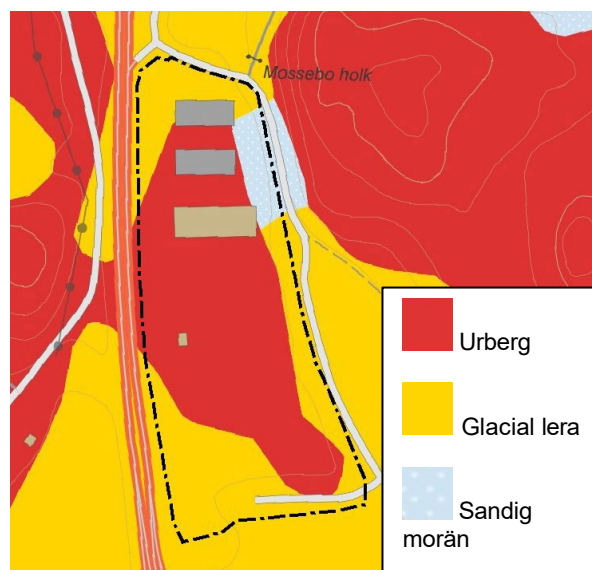 Mossebo holk
Urberg
Glacial lera
Sandig
morän